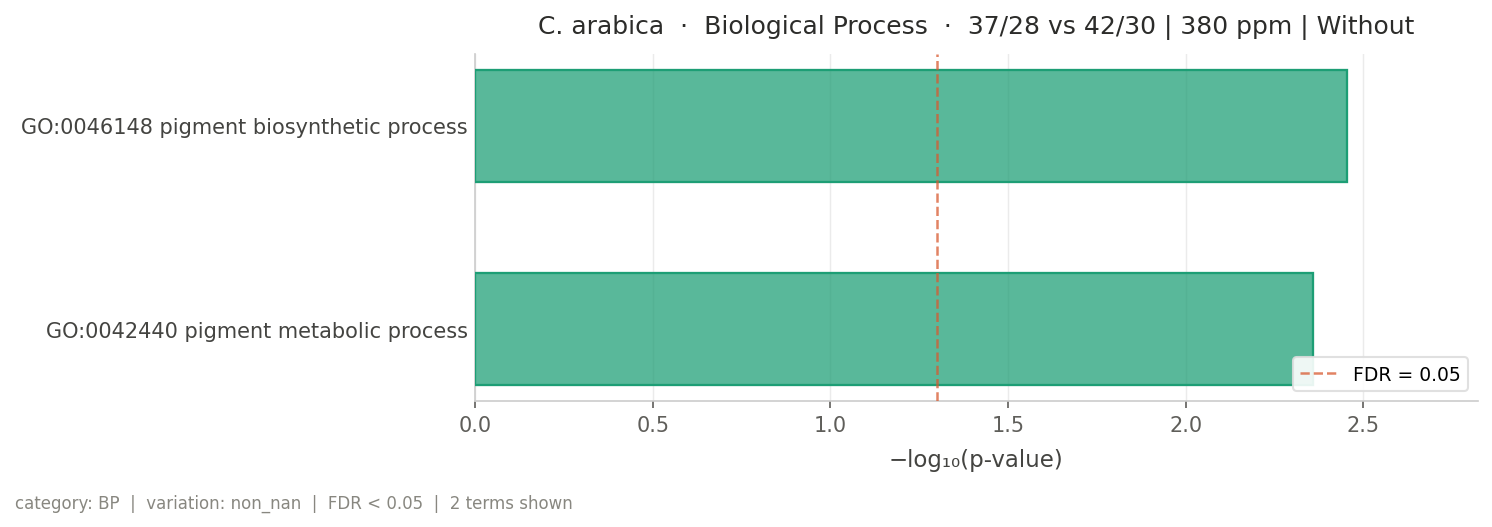 C. arabica · Biological Process · 37/28 vs 42/30 | 380 ppm | Without
GO:0046148 pigment biosynthetic process
GO:0042440 pigment metabolic process
FDR = 0.05
0.0 0.5 1.0 1.5 2.0 2.5
−log₁₀(p-value)
category: BP | variation: non_nan | FDR < 0.05 | 2 terms shown